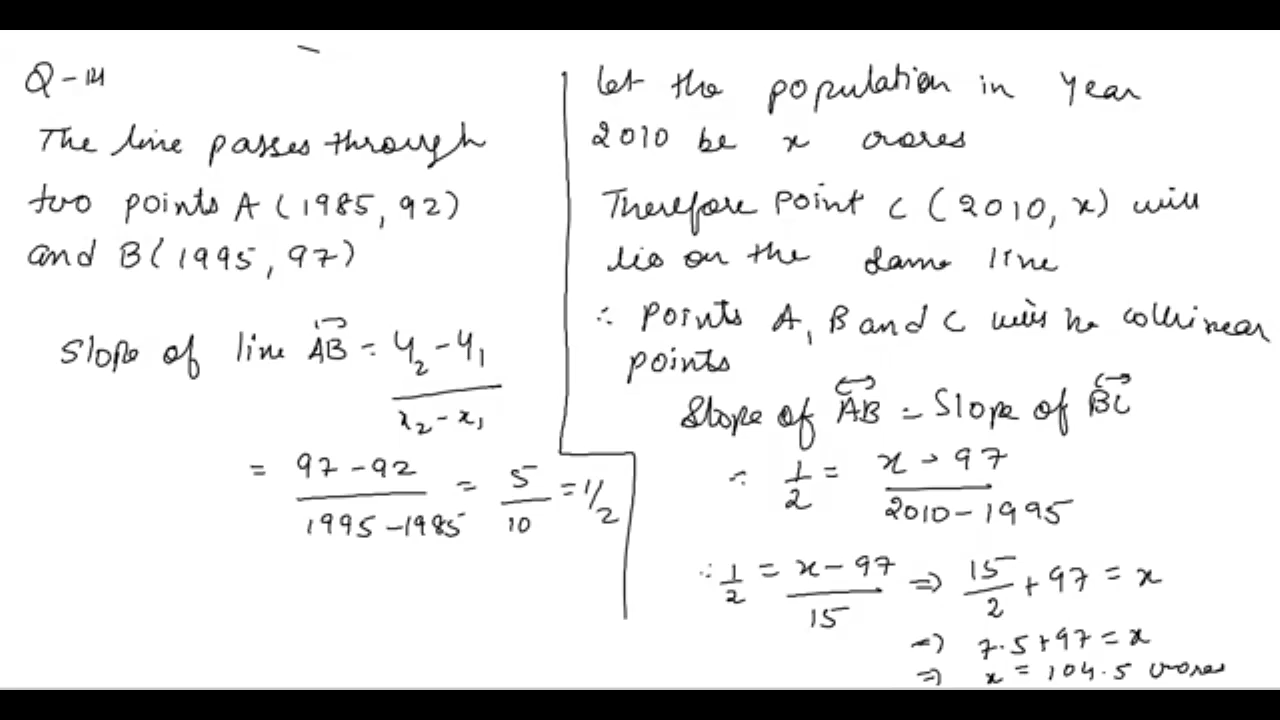 Q-14
The line passes through
two points A (1985, 92)
and B(1995, 97)
Slope of line AB = y2 - y1
x2 - x1
= 97 - 92 = 5 = 1/2
1995 - 1985 10
let the population in Year
2010 be x crores
Therefore point C (2010, x) will
lie on the same line
∴ points A, B and C will be collinear
points
Slope of AB = Slope of BC
∴ 1/2 = x - 97
2010 - 1995
∴ 1/2 = x - 97 ⇒ 15/2 + 97 = x
15
⇒ 7.5 + 97 = x
⇒ x = 104.5 crores